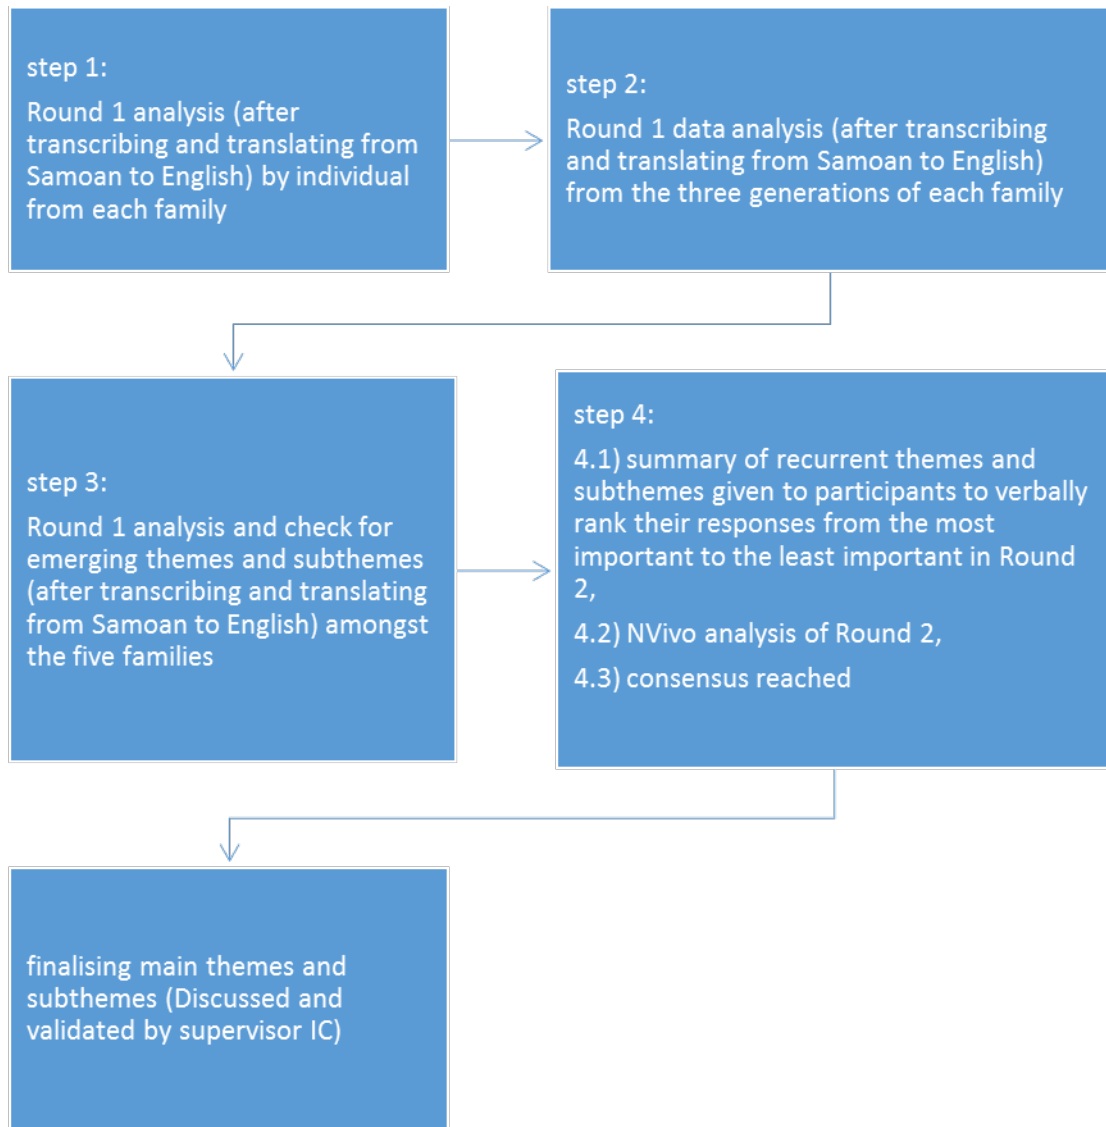 step 1:
Round 1 analysis (after
transcribing and translating from
Samoan to English) by individual
from each family
step 2:
Round 1 data analysis (after transcribing
and translating from Samoan to English)
from the three generations of each family
step 3:
Round 1 analysis and check for
emerging themes and subthemes
(after transcribing and translating
from Samoan to English) amongst
the five families
step 4:
4.1) summary of recurrent themes and
subthemes given to participants to verbally
rank their responses from the most
important to the least important in Round
2,
4.2) NVivo analysis of Round 2,
4.3) consensus reached
finalising main themes and
subthemes (Discussed and
validated by supervisor IC)